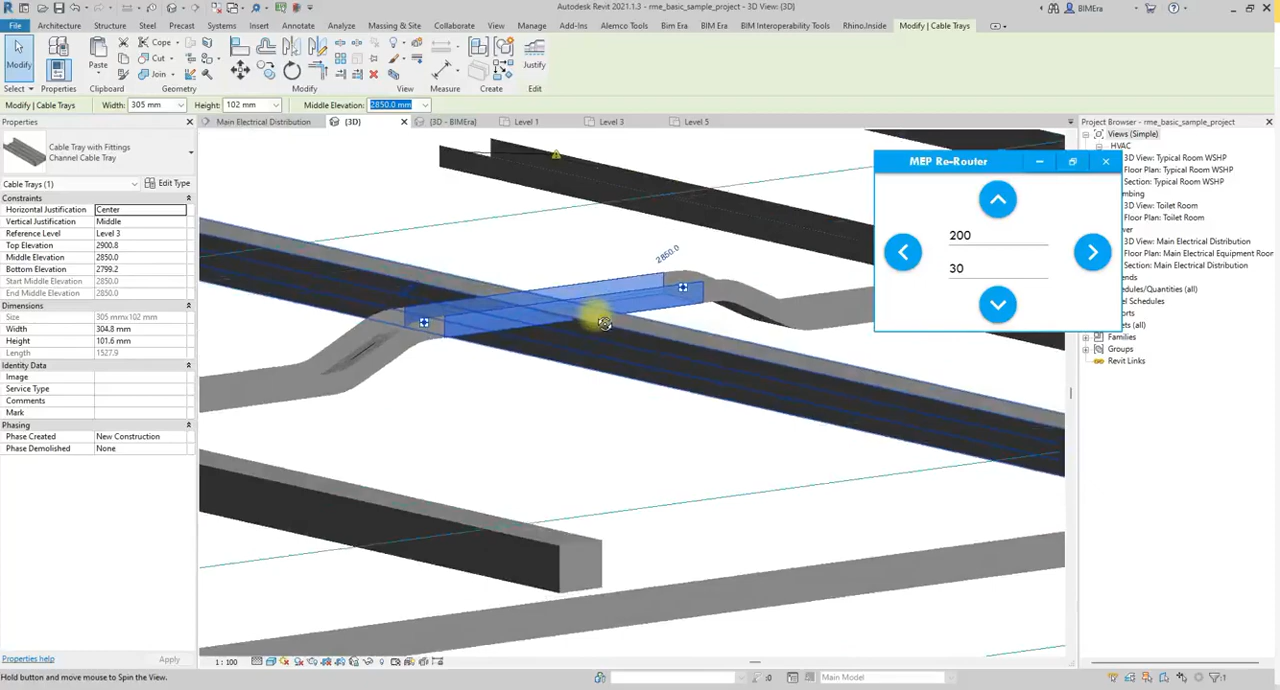 Autodesk Revit 2021.1.3 - rme_basic_sample_project - 3D View: {3D}
BIMEra
File Architecture Structure Steel Precast Systems Insert Annotate Analyze Massing & Site Collaborate View Manage Add-Ins Alemco Tools Bim Era BIM Era BIM Interoperability Tools Rhino.Inside Modify | Cable Trays
Cope
Cut
Join
Modify Paste Justify
Select Properties Clipboard Geometry Modify View Measure Create Edit
Modify | Cable Trays Width: 305 mm Height: 102 mm Middle Elevation: 2850.0 mm
Properties
Main Electrical Distribution {3D} {3D - BIMEra} Level 1 Level 3 Level 5
Project Browser - rme_basic_sample_project
Cable Tray with Fittings
Channel Cable Tray
Cable Trays (1) Edit Type
Constraints
Horizontal Justification Center
Vertical Justification Middle
Reference Level Level 3
Top Elevation 2900.8
Middle Elevation 2850.0
Bottom Elevation 2799.2
Start Middle Elevation 2850.0
End Middle Elevation 2850.0
Dimensions
Size 305 mmx102 mm
Width 304.8 mm
Height 101.6 mm
Length 1527.9
Identity Data
Image
Service Type
Comments
Mark
Phasing
Phase Created New Construction
Phase Demolished None
Properties help Apply
2850.0
MEP Re-Router
200
30
Views (Simple)
HVAC
3D View: Typical Room WSHP
Floor Plan: Typical Room WSHP
Section: Typical Room WSHP
mbing
3D View: Toilet Room
Floor Plan: Toilet Room
wer
3D View: Main Electrical Distribution
Floor Plan: Main Electrical Equipment Room
Section: Main Electrical Distribution
ends
edules/Quantities (all)
l Schedules
ts (all)
Families
Groups
Revit Links
1 : 100
Hold button and move mouse to Spin the View.
:0
Main Model
:1